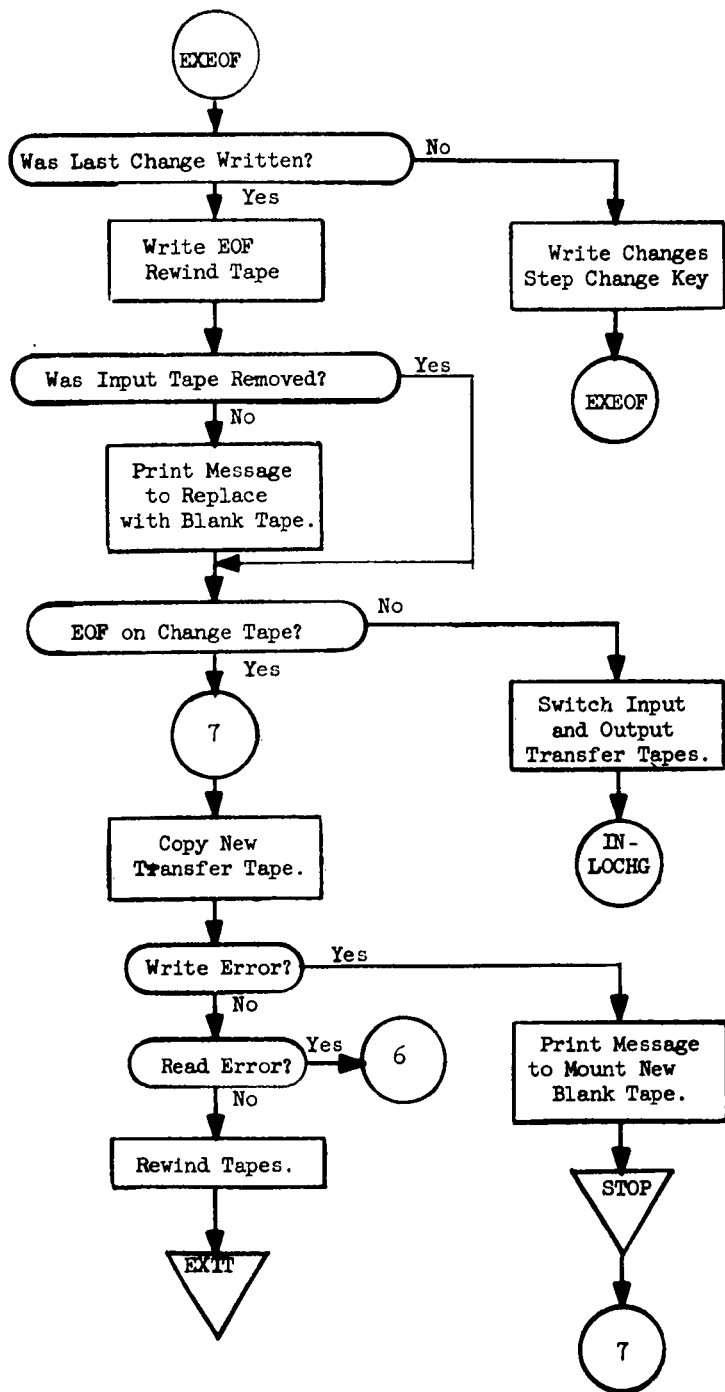 EXEOF
Was Last Change Written?
No
Yes
Write EOF
Rewind Tape
Write Changes
Step Change Key
EXEOF
Was Input Tape Removed?
Yes
No
Print Message
to Replace
with Blank Tape.
EOF on Change Tape?
No
Yes
7
Switch Input
and Output
Transfer Tapes.
IN-
LOCHG
Copy New
Transfer Tape.
Write Error?
Yes
No
Read Error?
Yes
6
No
Print Message
to Mount New
Blank Tape.
Rewind Tapes.
STOP
EXIT
7